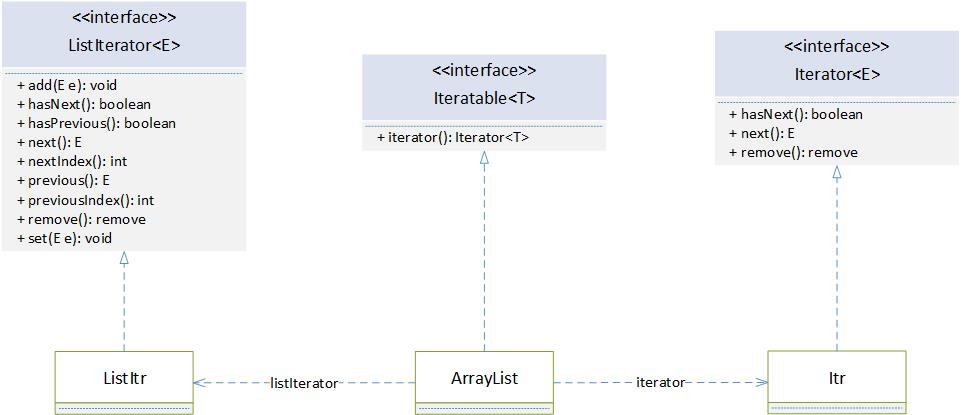 <<interface>>
ListIterator<E>
+ add(E e): void
+ hasNext(): boolean
+ hasPrevious(): boolean
+ next(): E
+ nextIndex(): int
+ previous(): E
+ previousIndex(): int
+ remove(): remove
+ set(E e): void
<<interface>>
Iteratable<T>
+ iterator(): Iterator<T>
<<interface>>
Iterator<E>
+ hasNext(): boolean
+ next(): E
+ remove(): remove
ListItr
listIterator
ArrayList
iterator
Itr